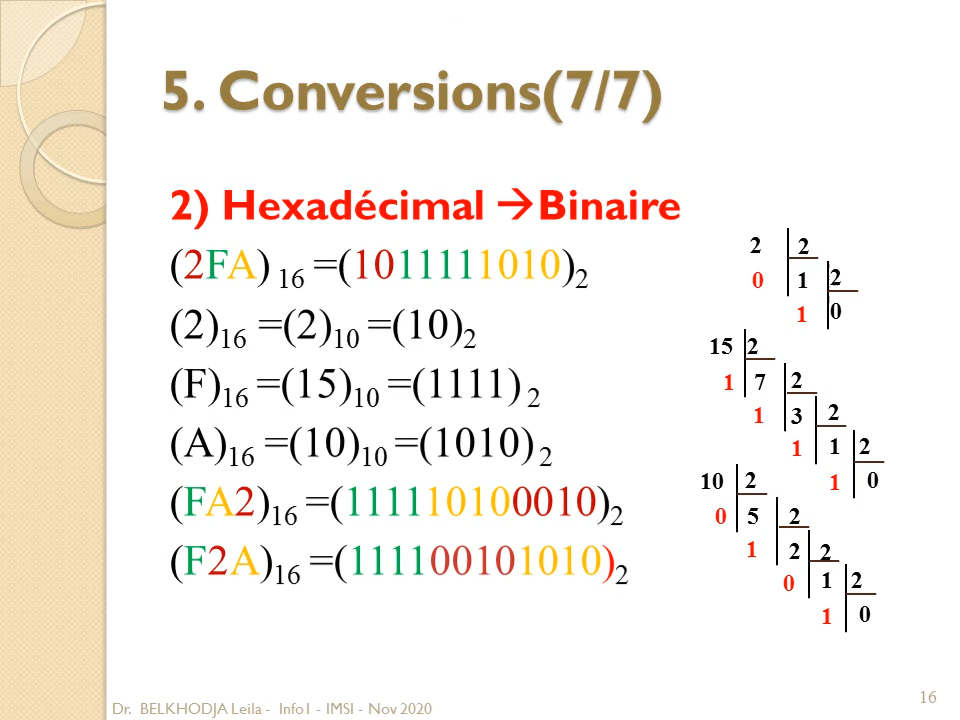 5. Conversions(7/7)
2) Hexadécimal →Binaire
(2FA) 16 =(1011111010)2
(2)16 =(2)10 =(10)2
(F)16 =(15)10 =(1111) 2
(A)16 =(10)10 =(1010) 2
(FA2)16 =(111110100010)2
(F2A)16 =(111100101010)2
2 2
0 1 2
1 0
15 2
1 7 2
1 3 2
1 1 2
1 0
10 2
0 5 2
1 2 2
0 1 2
1 0
Dr. BELKHODJA Leila - Info1 - IMSI - Nov 2020
16